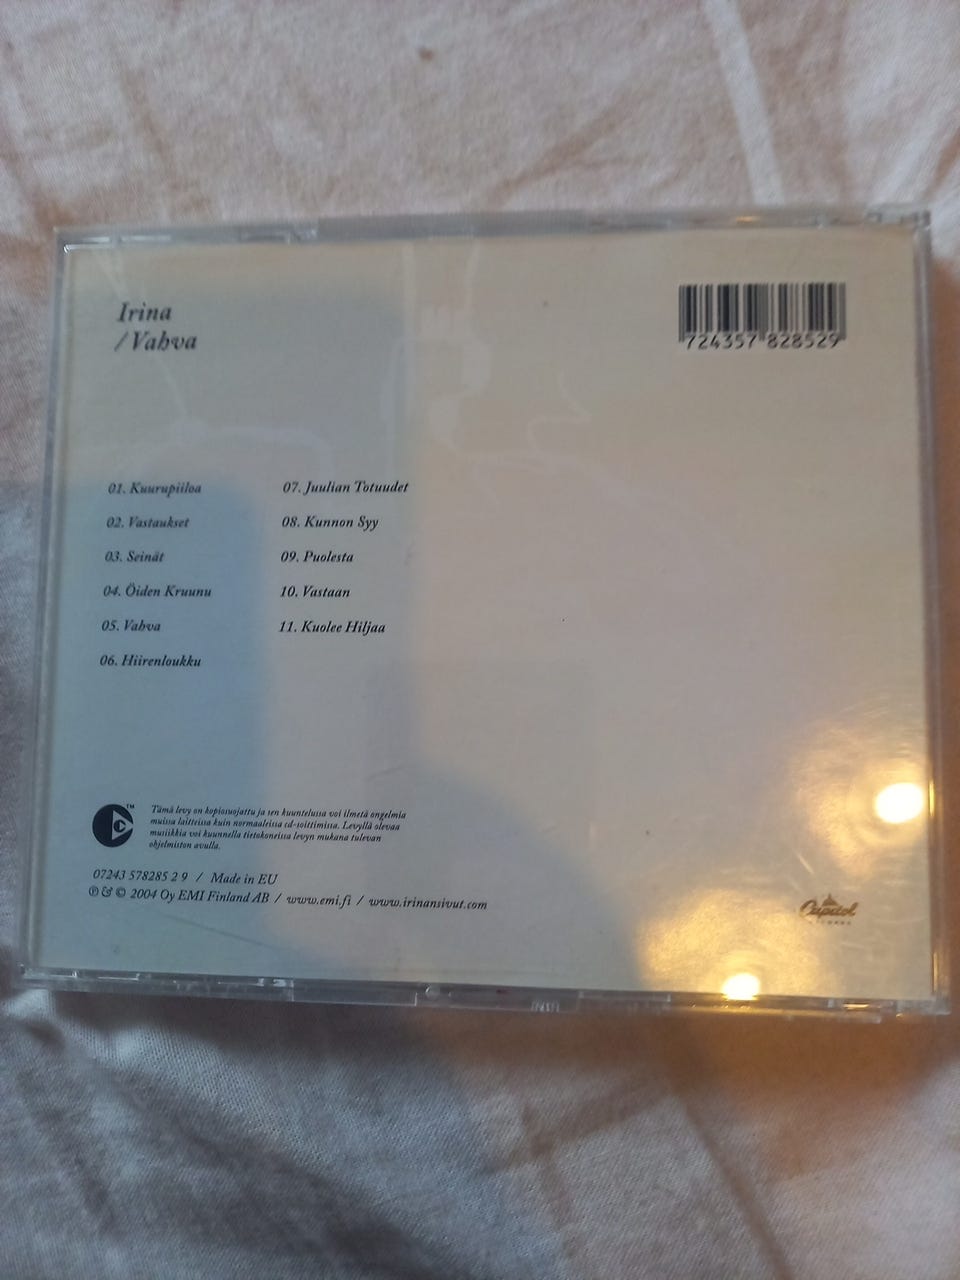 Irina
/Vahva
724357 828529
01. Kuurupiiloa
02. Vastaukset
03. Seinät
04. Öiden Kruunu
05. Vahva
06. Hiirenloukku
07. Juulian Totuudet
08. Kunnon Syy
09. Puolesta
10. Vastaan
11. Kuolee Hiljaa
TM
Tämä levy on kopiosuojattu ja sen kuuntelussa voi ilmetä ongelmia
muissa laitteissa kuin normaaleissa cd-soittimissa. Levyllä olevaa
musiikkia voi kuunnella tietokoneissa levyn mukana tulevan
ohjelmiston avulla.
07243 578285 2 9 / Made in EU
℗ & © 2004 Oy EMI Finland AB / www.emi.fi / www.irinansivut.com
Capitol
RECORDS